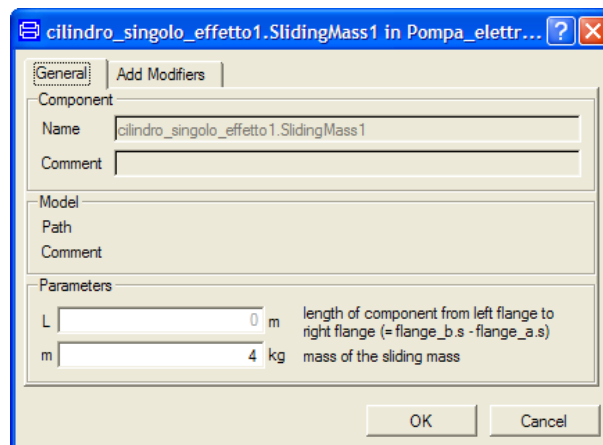 cilindro_singolo_effetto1.SlidingMass1 in Pompa_elettr... ?
General Add Modifiers
Component
Name cilindro_singolo_effetto1.SlidingMass1
Comment
Model
Path
Comment
Parameters
L 0 m length of component from left flange to
right flange (= flange_b.s - flange_a.s)
m 4 kg mass of the sliding mass
OK Cancel